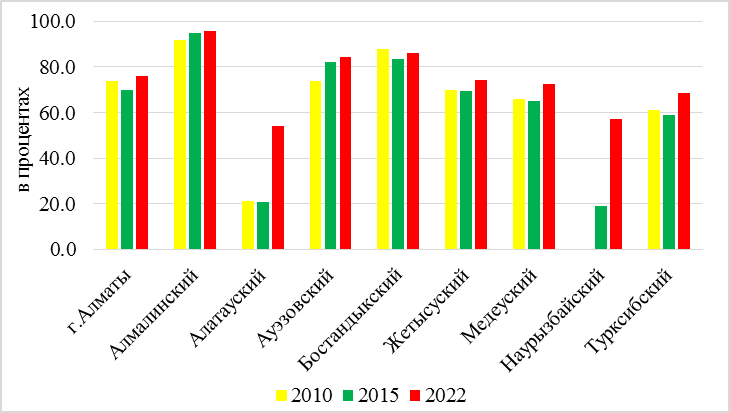 в процентах
100.0
80.0
60.0
40.0
20.0
0.0
г.Алматы
Алмалинский
Алатауский
Ауэзовский
Бостандыкский
Жетысуский
Медеуский
Наурызбайский
Турксибский
2010 2015 2022